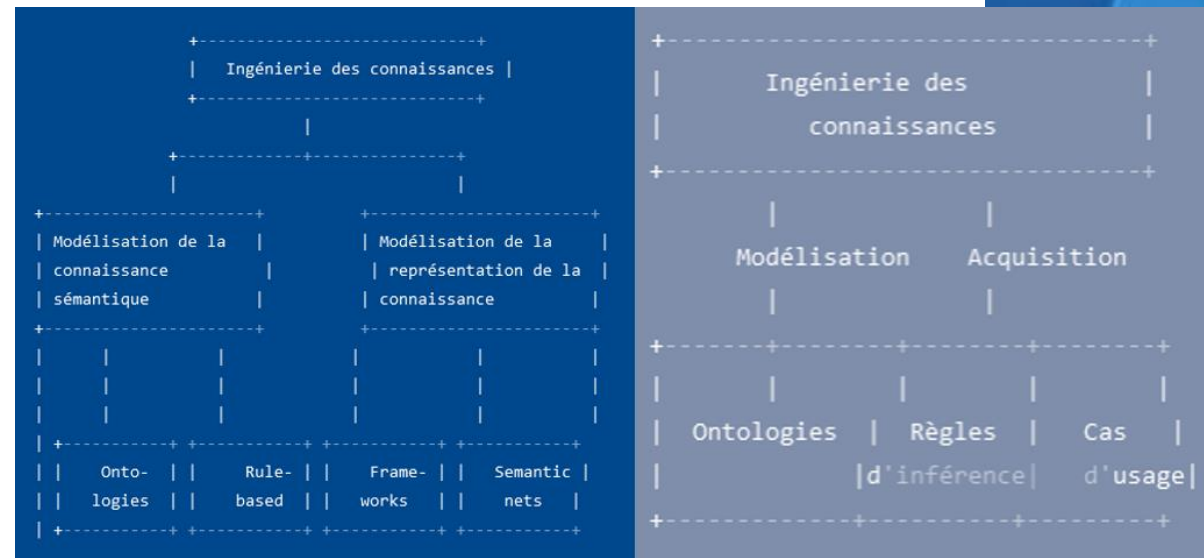 Ingénierie des connaissances
Modélisation de la
connaissance
sémantique
Modélisation de la
représentation de la
connaissance
Onto-
logies
Rule-
based
Frame-
works
Semantic
nets
Ingénierie des
connaissances
Modélisation Acquisition
Ontologies | Règles | Cas |
|d'inférence| d'usage|